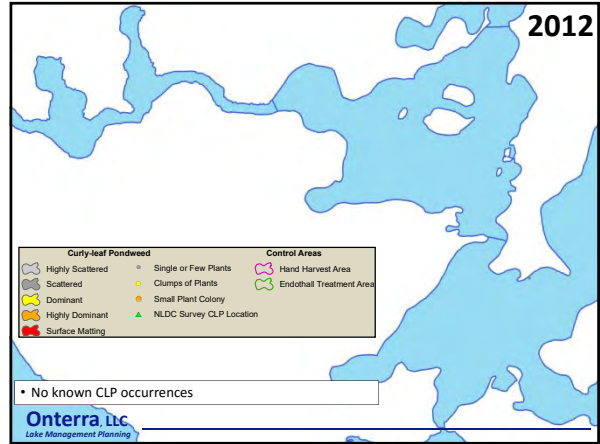 2012
Curly-leaf Pondweed
Control Areas
Highly Scattered
Single or Few Plants
Hand Harvest Area
Scattered
Clumps of Plants
Endothall Treatment Area
Dominant
Small Plant Colony
Highly Dominant
NLDC Survey CLP Location
Surface Matting
• No known CLP occurrences
Onterra, LLC
Lake Management Planning